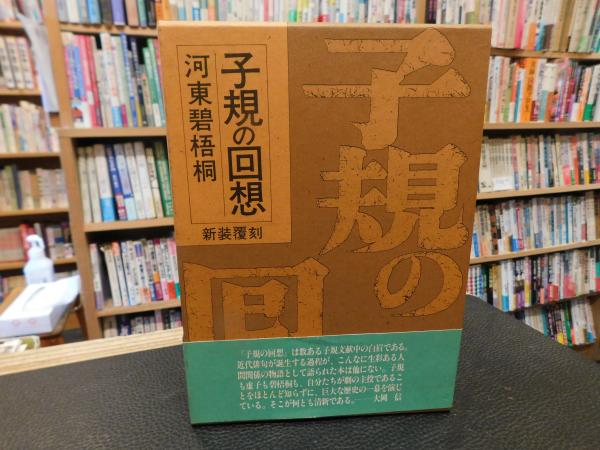 子規の回想
河東碧梧桐
新装覆刻
子規の
回
「子規の回想」は数ある子規文献中の白眉である。
近代俳句が誕生する過程が、こんなに生彩ある人
間関係の物語として語られた本は他にない。子規
も虚子も碧梧桐も、自分たちが劇の主役であるこ
とをほとんど知らずに、巨大な歴史の一幕を演じ
ている。そこが何とも清新である。——大岡 信